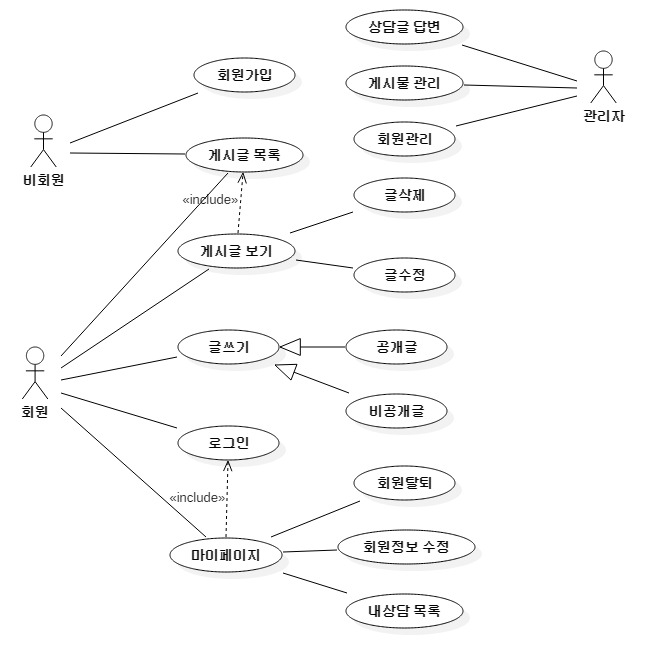 상담글 답변
회원가입
게시물 관리
관리자
회원관리
게시글 목록
비회원
글삭제
«include»
게시글 보기
글수정
글쓰기
공개글
회원
비공개글
로그인
회원탈퇴
«include»
회원정보 수정
마이페이지
내상담 목록